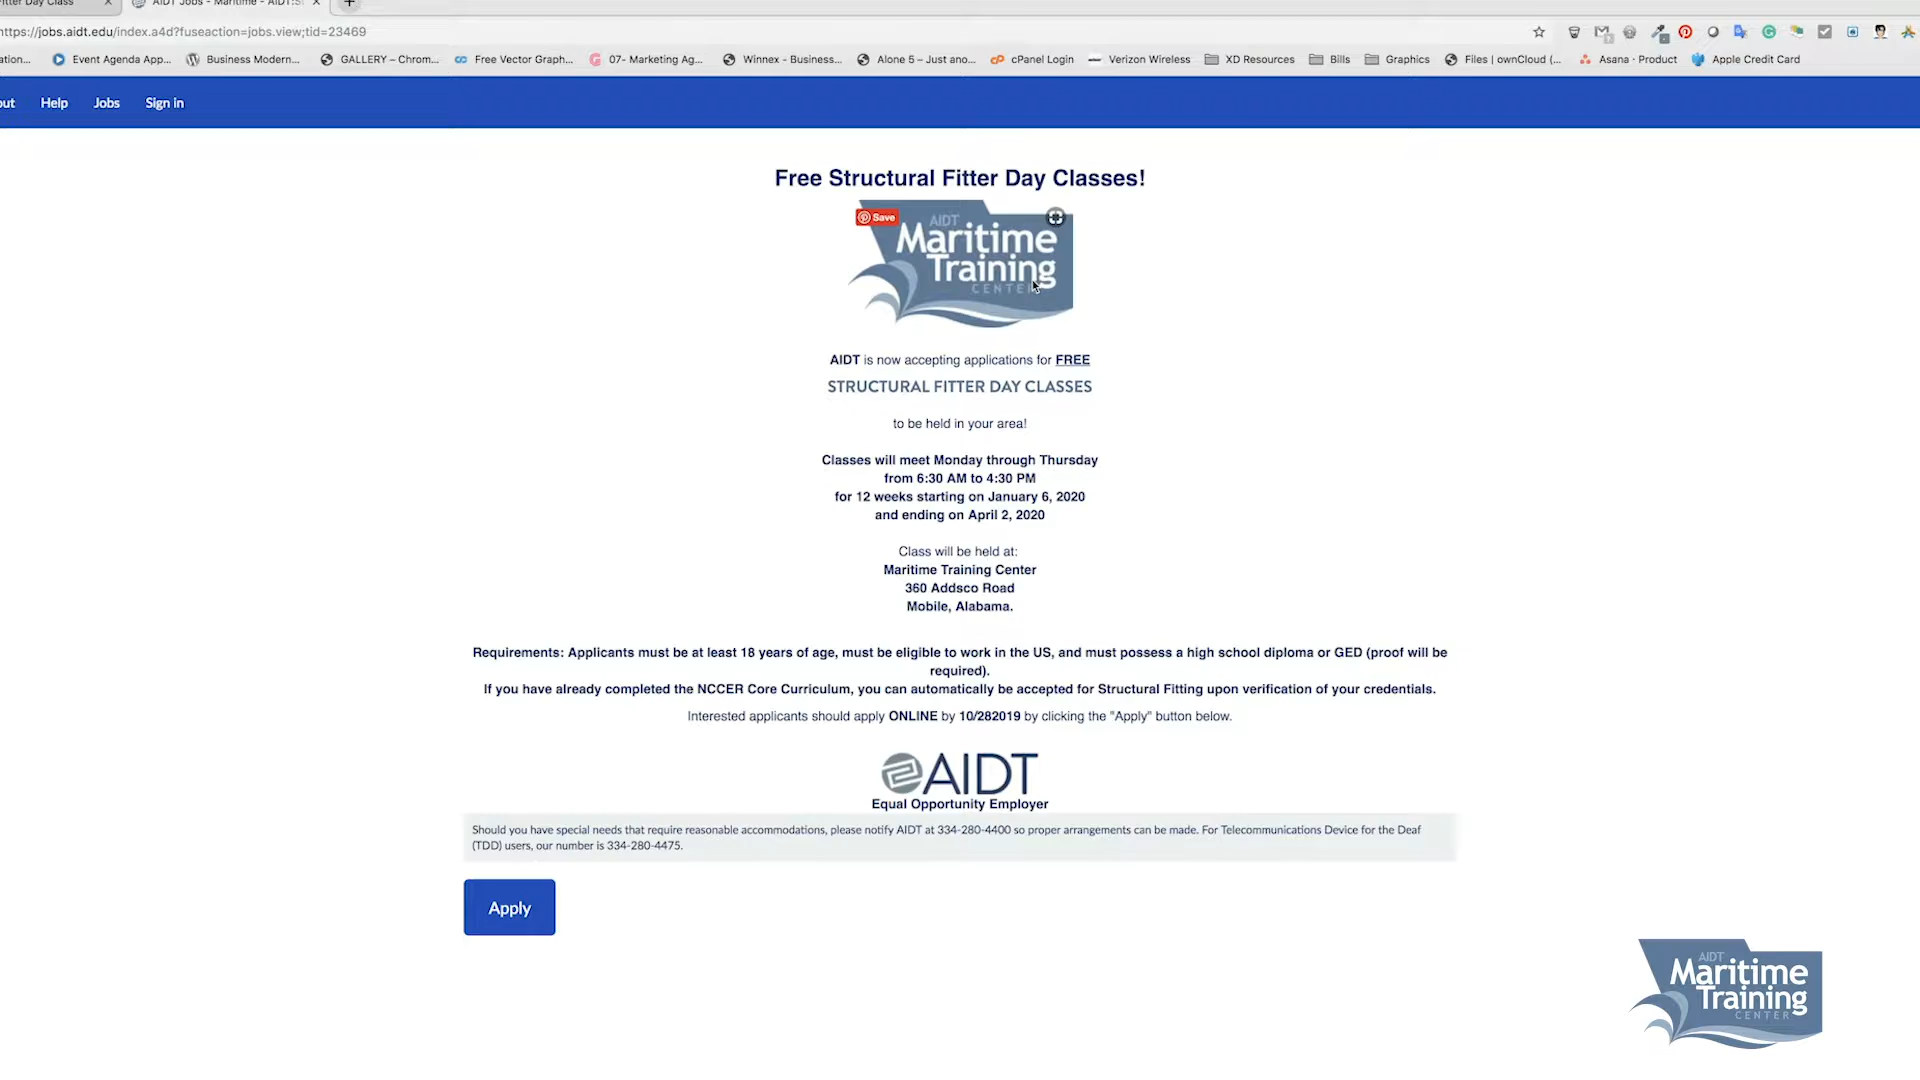 itter Day Class
AIDT Jobs - Maritime - AIDT:S
https://jobs.aidt.edu/index.a4d?fuseaction=jobs.view;tid=23469
ation...
Event Agenda App...
Business Modern...
GALLERY – Chrom...
Free Vector Graph...
07- Marketing Ag...
Winnex - Business...
Alone 5 – Just ano...
cPanel Login
Verizon Wireless
XD Resources
Bills
Graphics
Files | ownCloud (...
Asana · Product
Apple Credit Card
out
Help
Jobs
Sign in
Free Structural Fitter Day Classes!
Save
AIDT
Maritime
Training
CENTE
AIDT is now accepting applications for FREE
STRUCTURAL FITTER DAY CLASSES
to be held in your area!
Classes will meet Monday through Thursday
from 6:30 AM to 4:30 PM
for 12 weeks starting on January 6, 2020
and ending on April 2, 2020
Class will be held at:
Maritime Training Center
360 Addsco Road
Mobile, Alabama.
Requirements: Applicants must be at least 18 years of age, must be eligible to work in the US, and must possess a high school diploma or GED (proof will be
required).
If you have already completed the NCCER Core Curriculum, you can automatically be accepted for Structural Fitting upon verification of your credentials.
Interested applicants should apply ONLINE by 10/282019 by clicking the "Apply" button below.
AIDT
Equal Opportunity Employer
Should you have special needs that require reasonable accommodations, please notify AIDT at 334-280-4400 so proper arrangements can be made. For Telecommunications Device for the Deaf
(TDD) users, our number is 334-280-4475.
Apply
AIDT
Maritime
Training
CENTER